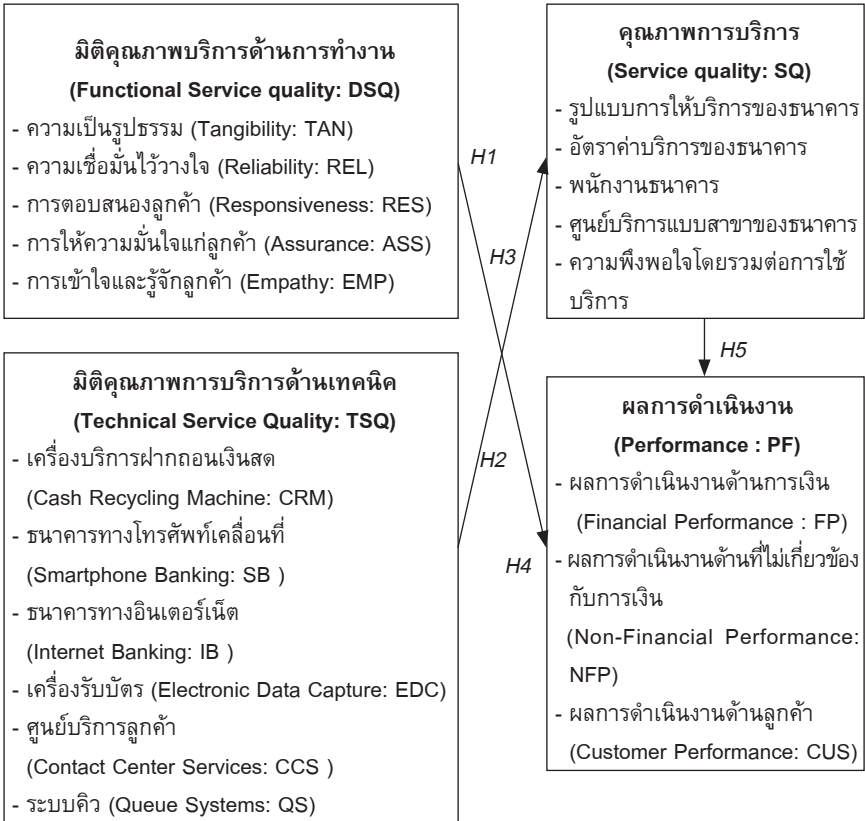 มิติคุณภาพบริการด้านการทำงาน
(Functional Service quality: DSQ)
- ความเป็นรูปธรรม (Tangibility: TAN)
- ความเชื่อมั่นไว้วางใจ (Reliability: REL)
- การตอบสนองลูกค้า (Responsiveness: RES)
- การให้ความมั่นใจแก่ลูกค้า (Assurance: ASS)
- การเข้าใจและรู้จักลูกค้า (Empathy: EMP)
มิติคุณภาพการบริการด้านเทคนิค
(Technical Service Quality: TSQ)
- เครื่องบริการฝากถอนเงินสด
(Cash Recycling Machine: CRM)
- ธนาคารทางโทรศัพท์เคลื่อนที่
(Smartphone Banking: SB )
- ธนาคารทางอินเตอร์เน็ต
(Internet Banking: IB )
- เครื่องรับบัตร (Electronic Data Capture: EDC)
- ศูนย์บริการลูกค้า
(Contact Center Services: CCS )
- ระบบคิว (Queue Systems: QS)
H1
H3
H2
H4
คุณภาพการบริการ
(Service quality: SQ)
- รูปแบบการให้บริการของธนาคาร
- อัตราค่าบริการของธนาคาร
- พนักงานธนาคาร
- ศูนย์บริการแบบสาขาของธนาคาร
- ความพึงพอใจโดยรวมต่อการใช้
บริการ
H5
ผลการดำเนินงาน
(Performance : PF)
- ผลการดำเนินงานด้านการเงิน
(Financial Performance : FP)
- ผลการดำเนินงานด้านที่ไม่เกี่ยวข้อง
กับการเงิน
(Non-Financial Performance:
NFP)
- ผลการดำเนินงานด้านลูกค้า
(Customer Performance: CUS)